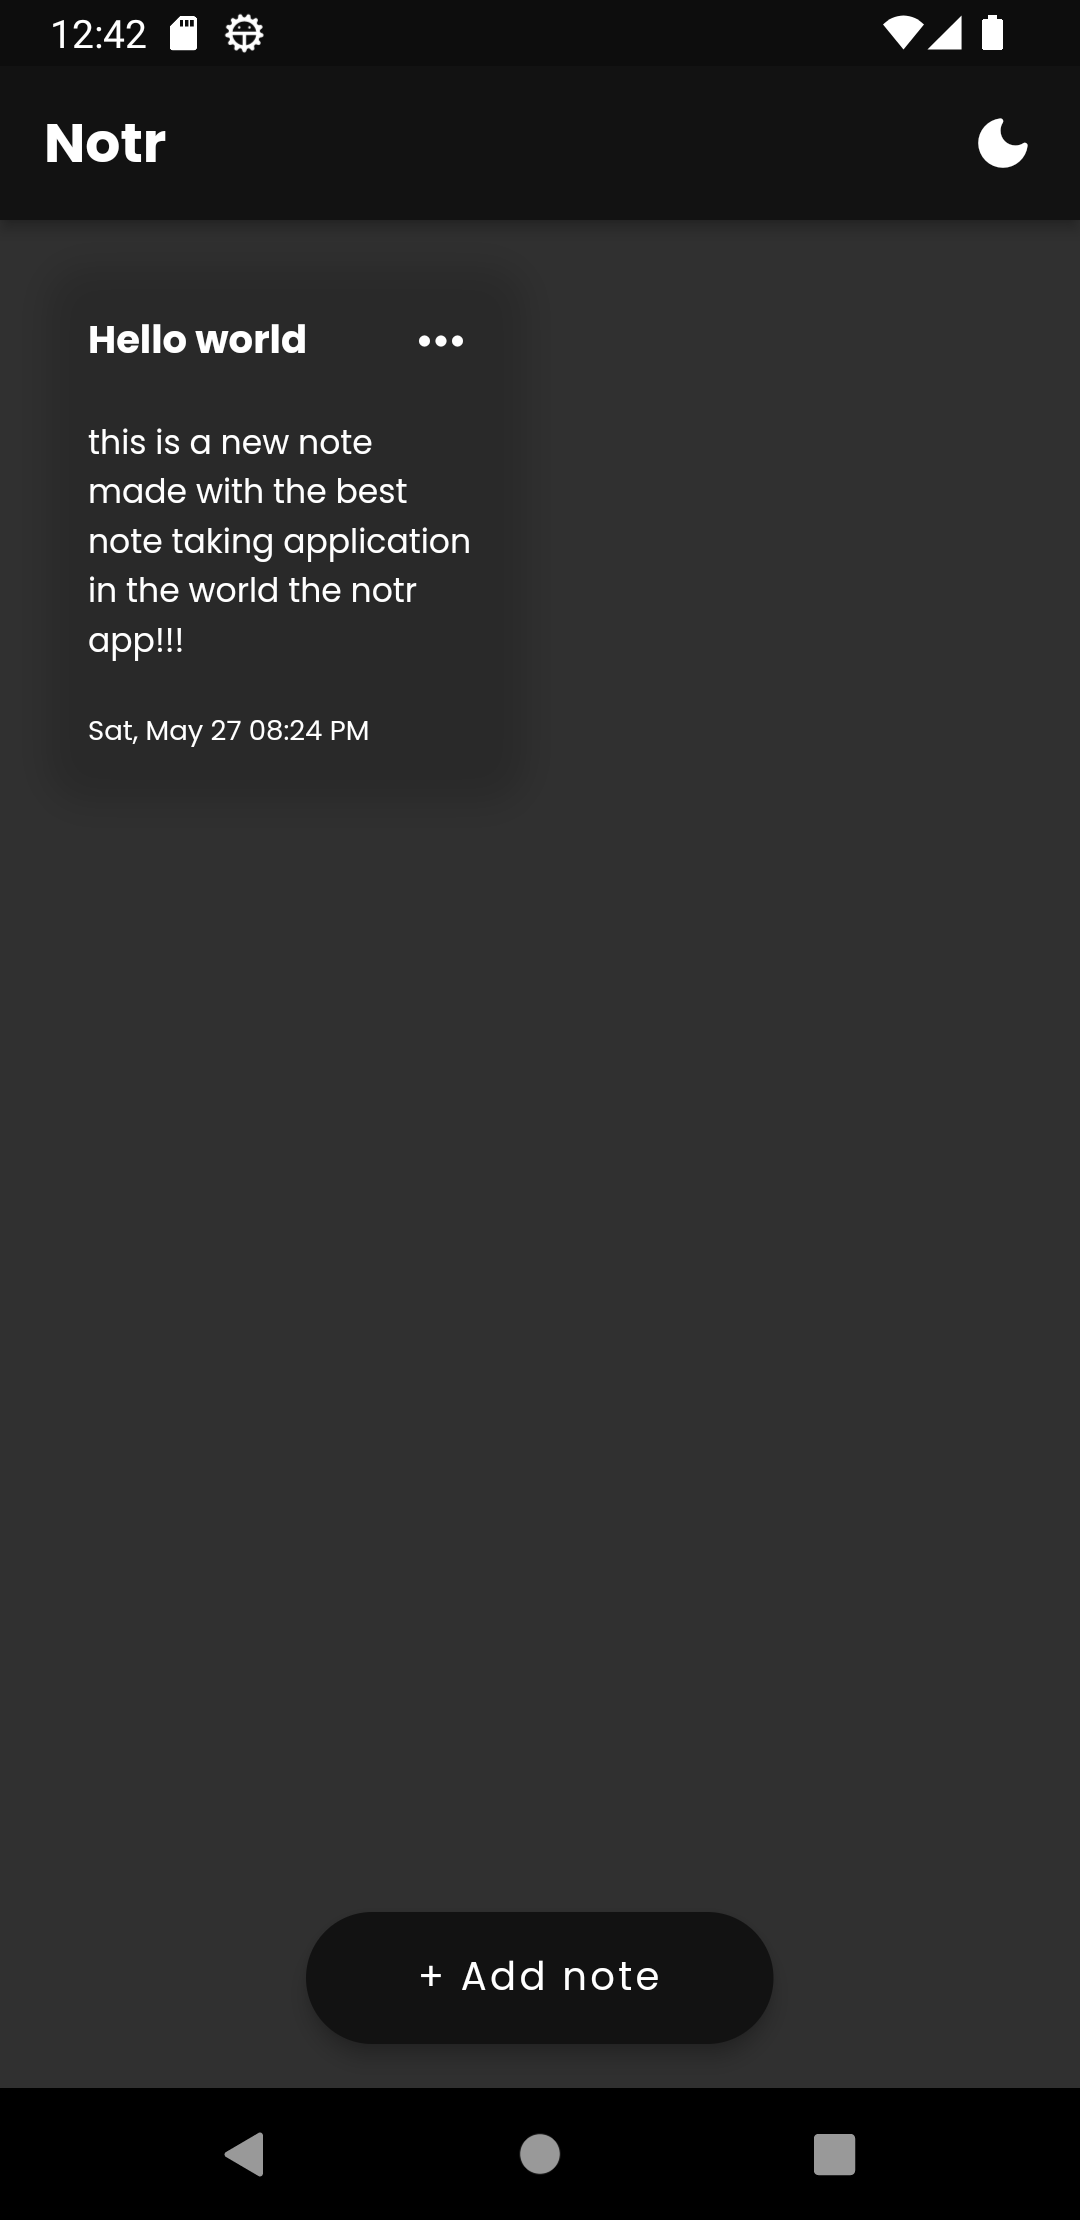 12:42
Notr
Hello world
this is a new note
made with the best
note taking application
in the world the notr
app!!!
Sat, May 27 08:24 PM
+ Add note